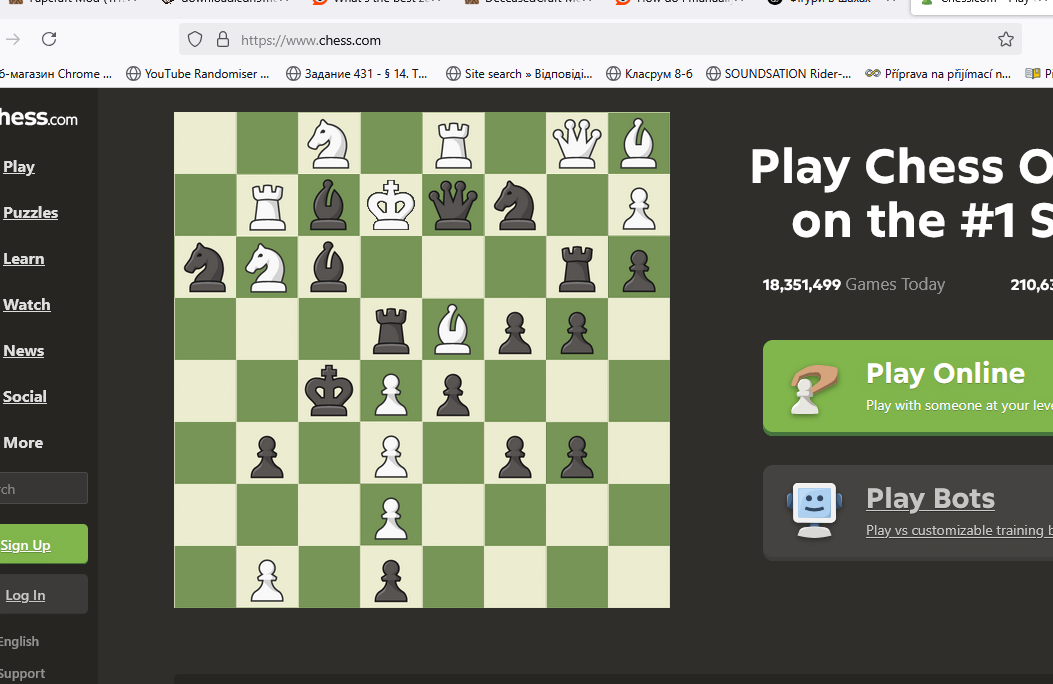 https://www.chess.com
б-магазин Chrome ... YouTube Randomiser ... Задание 431 - § 14. Т... Site search » Відповіді... Класрум 8-6 SOUNDSATION Rider-... Příprava na přijímací n...
hess.com
Play
Puzzles
Learn
Watch
News
Social
More
rch
Sign Up
Log In
English
Support
Play Chess O
on the #1 S
18,351,499 Games Today 210,63
Play Online
Play with someone at your leve
Play Bots
Play vs customizable training b